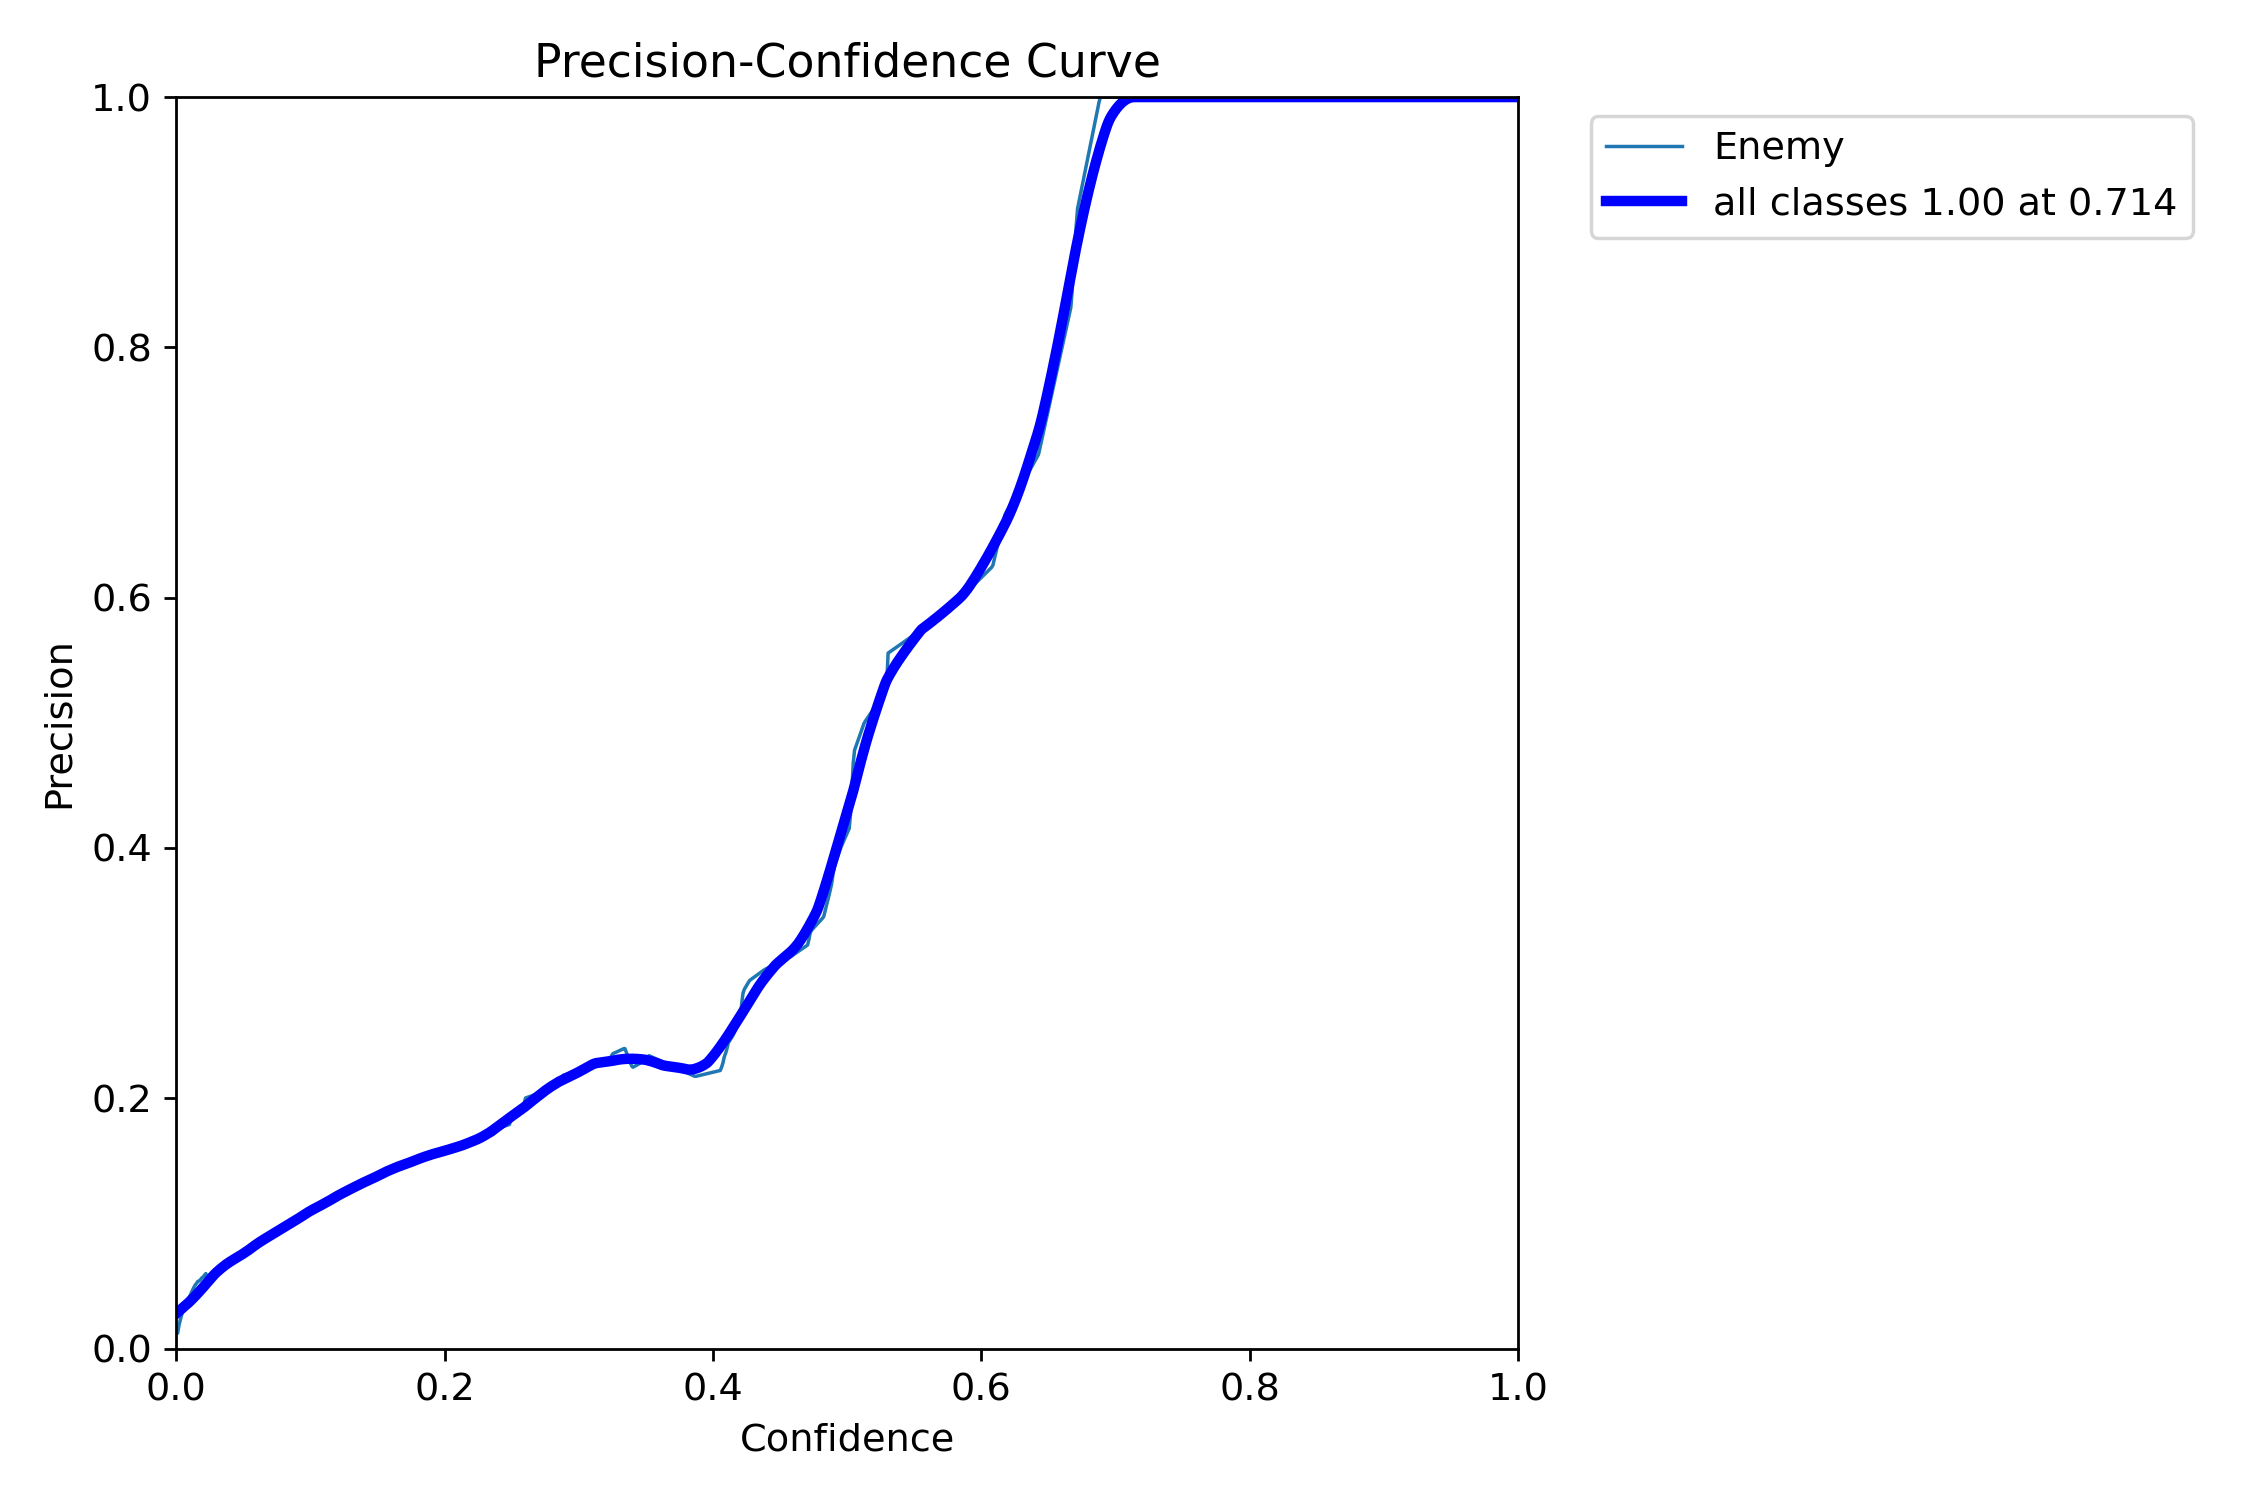 Precision-Confidence Curve
1.0
0.8
0.6
0.4
0.2
0.0
Precision
0.0 0.2 0.4 0.6 0.8 1.0
Confidence
Enemy
all classes 1.00 at 0.714